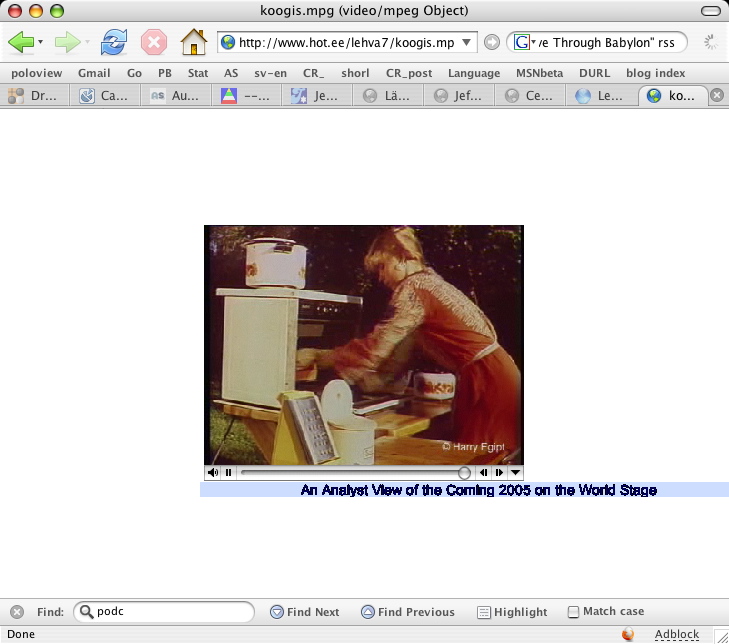 koogis.mpg (video/mpeg Object)
http://www.hot.ee/lehva7/koogis.mp
G
ve Through Babylon" rss
poloview Gmail Go PB Stat AS sv-en CR_ shorl CR_post Language MSNbeta DURL blog index
Dr... Ca... as Au... --... Je... Lä... Jef... Ce... Le... ko...
© Harry Egipt
An Analyst View of the Coming 2005 on the World Stage
Find: podc Find Next Find Previous Highlight Match case
Done Adblock